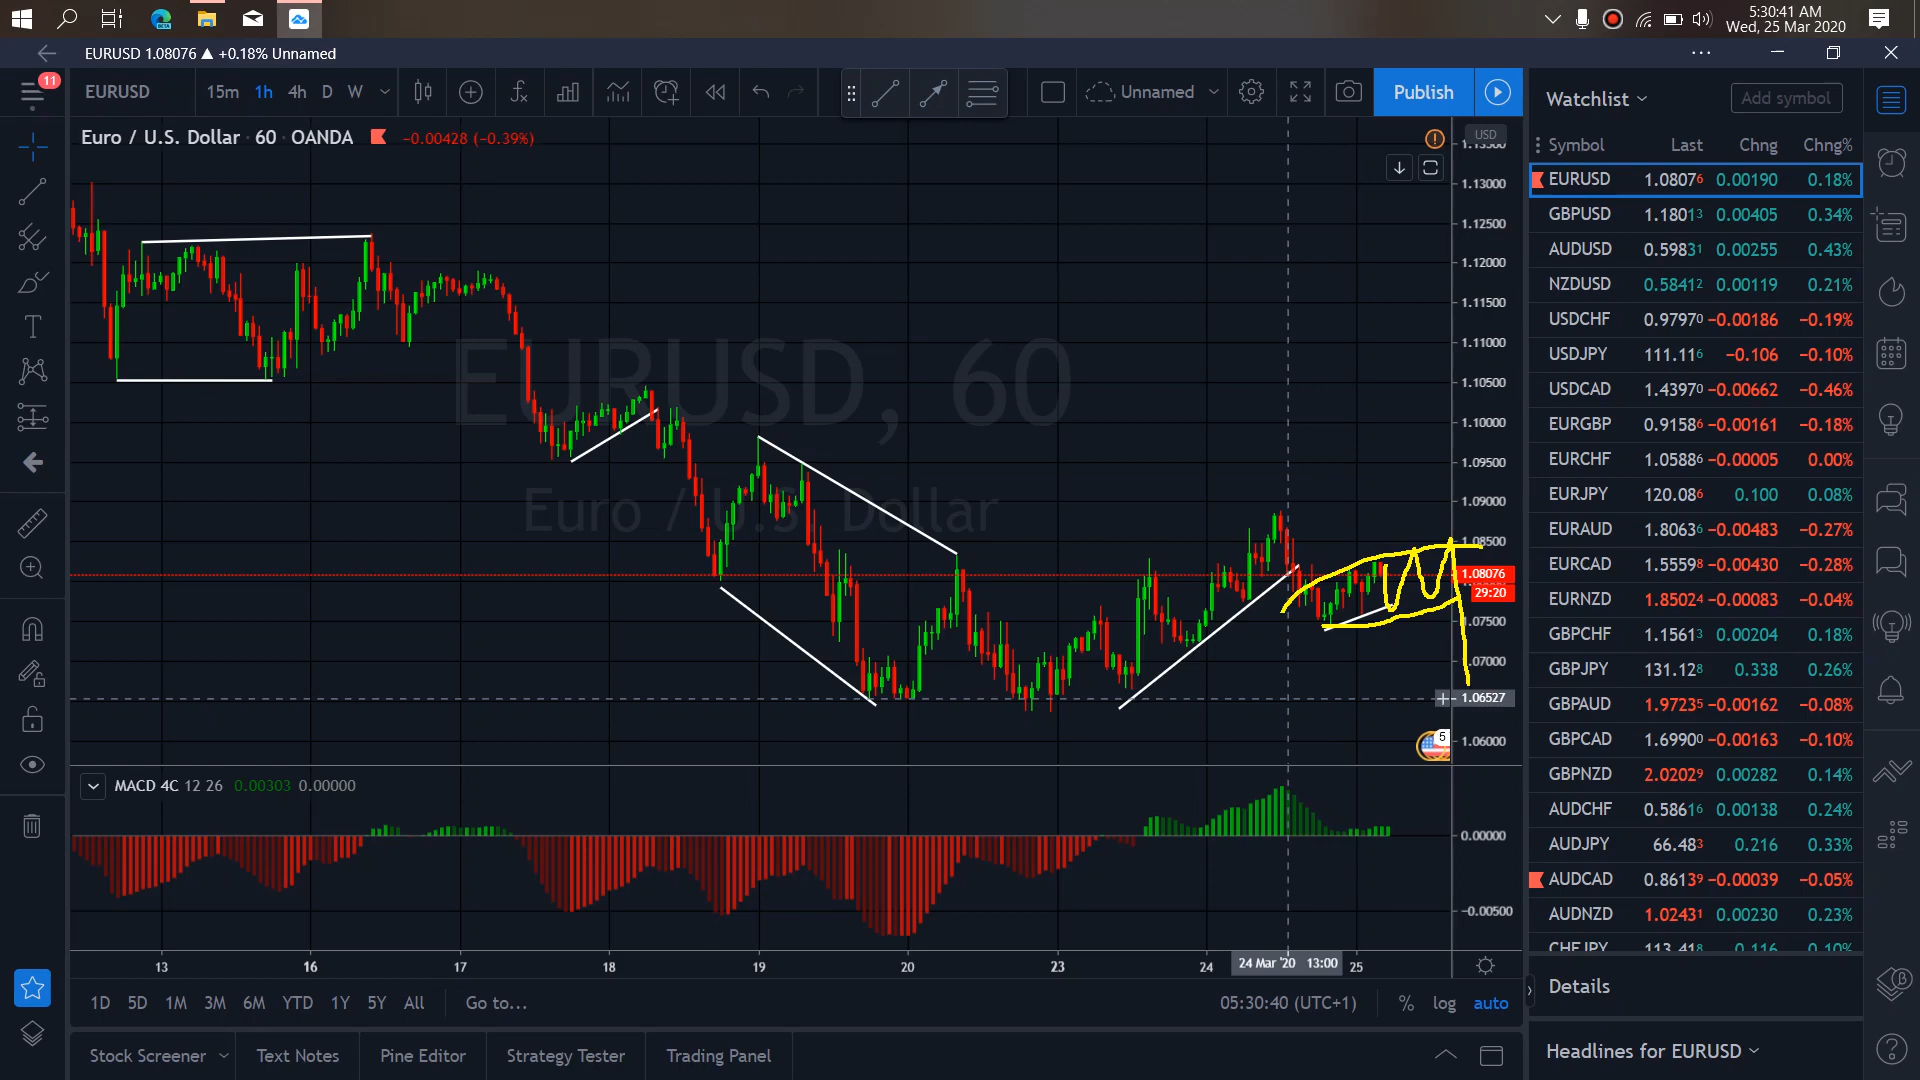 5:30:41 AM
Wed, 25 Mar 2020
EURUSD 1.08076 ▲ +0.18% Unnamed
11
EURUSD 15m 1h 4h D W Unnamed Publish
Euro / U.S. Dollar · 60 · OANDA −0.00428 (−0.39%)
USD
1.13500
1.13000
1.12500
1.12000
1.11500
1.11000
1.10500
1.10000
1.09500
1.09000
1.08500
1.08076
29:20
1.07500
1.07000
1.06527
1.06000
EURUSD, 60
Euro / U.S. Dollar
5
MACD 4C 12 26 0.00303 0.00000
0.00000
−0.00500
13 16 17 18 19 20 23 24 24 Mar '20 13:00 25
1D 5D 1M 3M 6M YTD 1Y 5Y All Go to... 05:30:40 (UTC+1) % log auto
Stock Screener Text Notes Pine Editor Strategy Tester Trading Panel
Watchlist Add symbol
Symbol Last Chng Chng%
EURUSD 1.08076 0.00190 0.18%
GBPUSD 1.18013 0.00405 0.34%
AUDUSD 0.59831 0.00255 0.43%
NZDUSD 0.58412 0.00119 0.21%
USDCHF 0.97970 −0.00186 −0.19%
USDJPY 111.116 −0.106 −0.10%
USDCAD 1.43970 −0.00662 −0.46%
EURGBP 0.91586 −0.00161 −0.18%
EURCHF 1.05886 −0.00005 0.00%
EURJPY 120.086 0.100 0.08%
EURAUD 1.80636 −0.00483 −0.27%
EURCAD 1.55598 −0.00430 −0.28%
EURNZD 1.85024 −0.00083 −0.04%
GBPCHF 1.15613 0.00204 0.18%
GBPJPY 131.128 0.338 0.26%
GBPAUD 1.97235 −0.00162 −0.08%
GBPCAD 1.69900 −0.00163 −0.10%
GBPNZD 2.02029 0.00282 0.14%
AUDCHF 0.58616 0.00138 0.24%
AUDJPY 66.483 0.216 0.33%
AUDCAD 0.86139 −0.00039 −0.05%
AUDNZD 1.02431 0.00230 0.23%
CHFJPY 113.418 0.116 0.10%
Details
Headlines for EURUSD